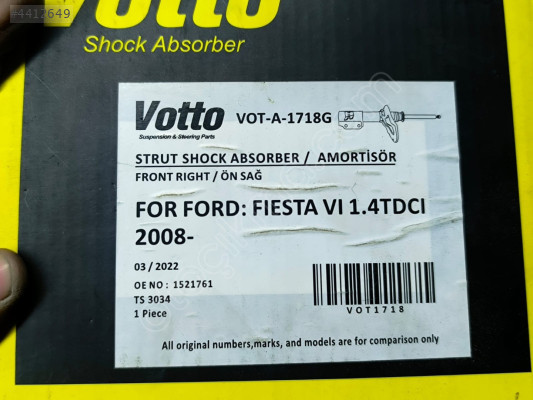 #4412649
Votto
Shock Absorber
Votto
Suspension & Steering Parts
VOT-A-1718G
STRUT SHOCK ABSORBER / AMORTİSÖR
FRONT RIGHT / ÖN SAĞ
FOR FORD: FIESTA VI 1.4TDCI
2008-
03 / 2022
OE NO : 1521761
TS 3034
1 Piece
VOT1718
All original numbers,marks, and models are for comparison only